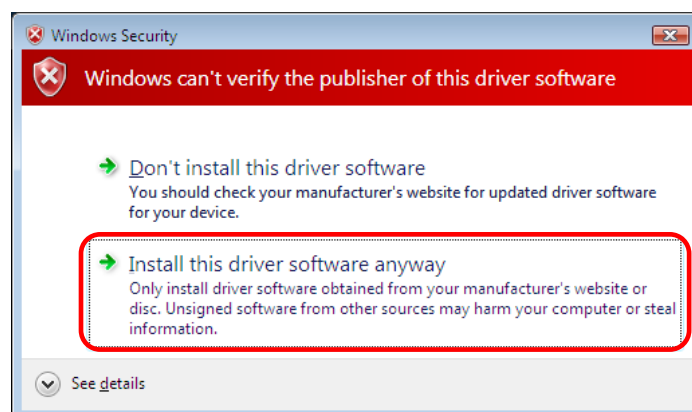 Windows Security
Windows can't verify the publisher of this driver software
Don't install this driver software
You should check your manufacturer's website for updated driver software
for your device.
Install this driver software anyway
Only install driver software obtained from your manufacturer's website or
disc. Unsigned software from other sources may harm your computer or steal
information.
See details